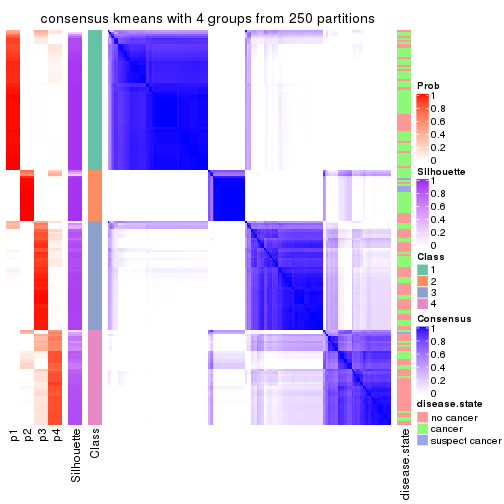 consensus kmeans with 4 groups from 250 partitions
Prob
1
0.8
0.6
0.4
0.2
0
Silhouette
1
0.8
0.6
0.4
0.2
0
Class
1
2
3
4
Consensus
1
0.8
0.6
0.4
0.2
0
disease.state
no cancer
cancer
suspect cancer
p1
p2
p3
p4
Silhouette
Class
disease.state